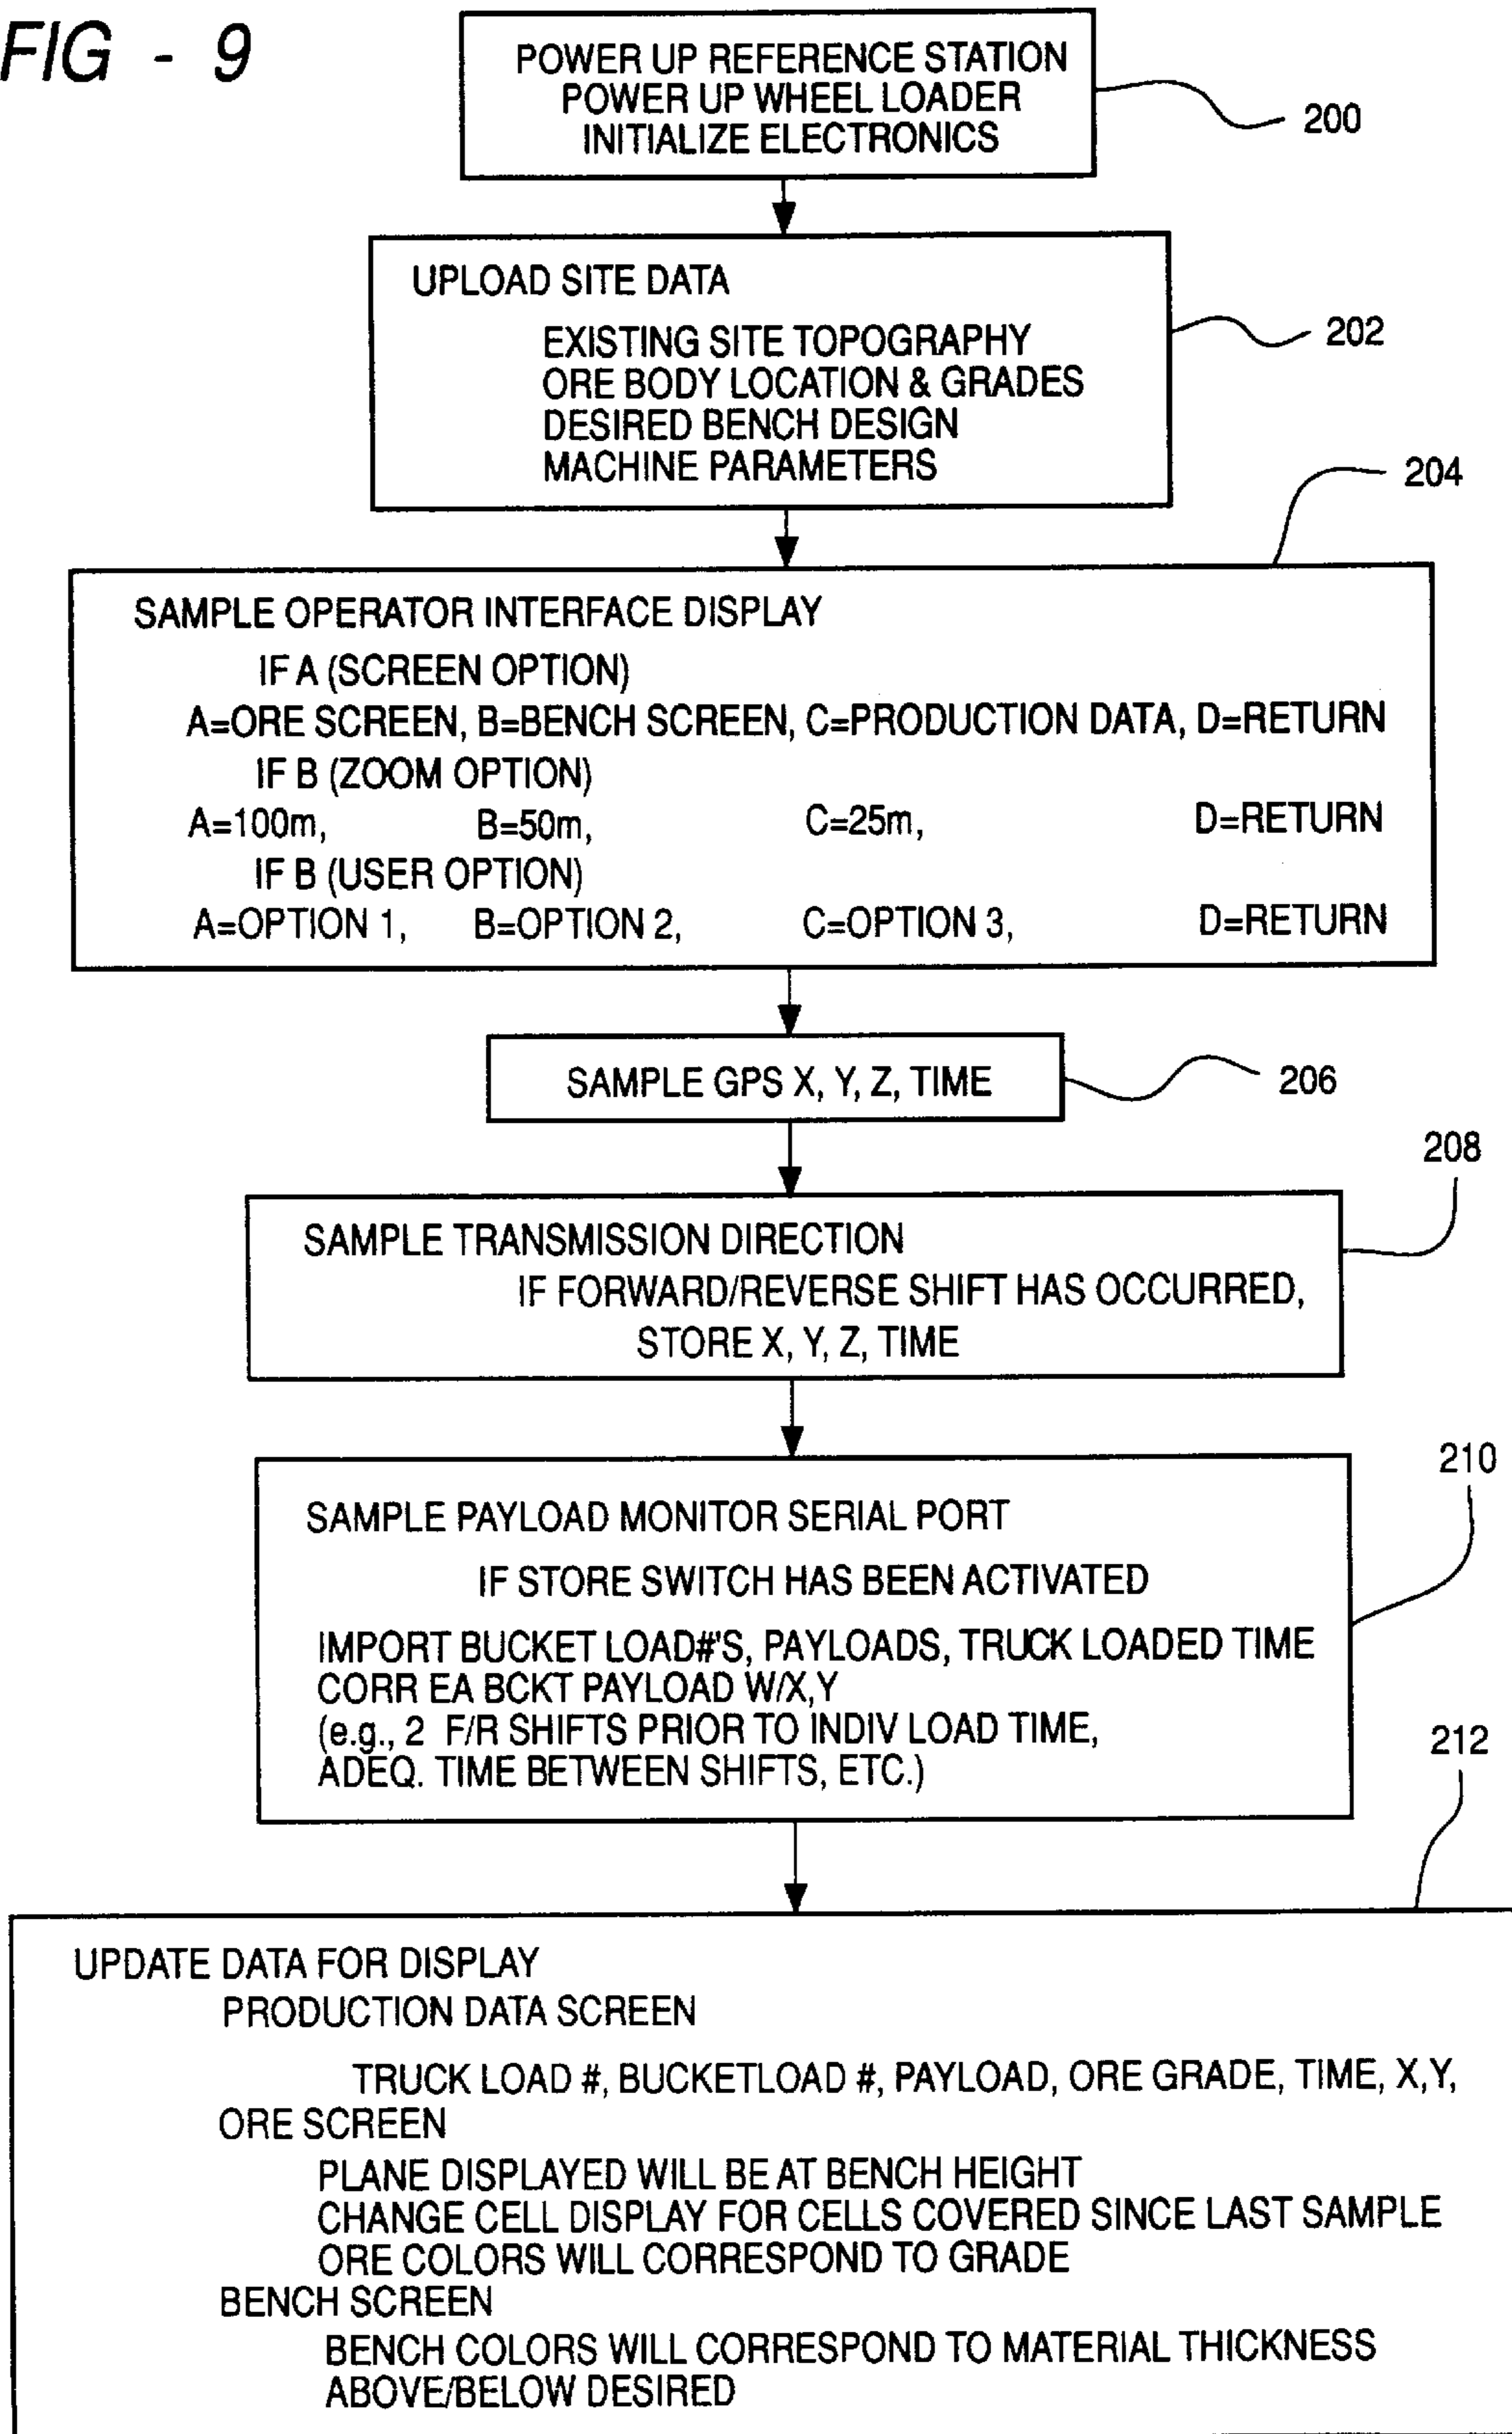 FIG - 9
POWER UP REFERENCE STATION
POWER UP WHEEL LOADER
INITIALIZE ELECTRONICS
200
UPLOAD SITE DATA
EXISTING SITE TOPOGRAPHY
ORE BODY LOCATION & GRADES
DESIRED BENCH DESIGN
MACHINE PARAMETERS
202
204
SAMPLE OPERATOR INTERFACE DISPLAY
IF A (SCREEN OPTION)
A=ORE SCREEN, B=BENCH SCREEN, C=PRODUCTION DATA, D=RETURN
IF B (ZOOM OPTION)
A=100m, B=50m, C=25m, D=RETURN
IF B (USER OPTION)
A=OPTION 1, B=OPTION 2, C=OPTION 3, D=RETURN
SAMPLE GPS X, Y, Z, TIME
206
208
SAMPLE TRANSMISSION DIRECTION
IF FORWARD/REVERSE SHIFT HAS OCCURRED,
STORE X, Y, Z, TIME
210
SAMPLE PAYLOAD MONITOR SERIAL PORT
IF STORE SWITCH HAS BEEN ACTIVATED
IMPORT BUCKET LOAD#'S, PAYLOADS, TRUCK LOADED TIME
CORR EA BCKT PAYLOAD W/X,Y
(e.g., 2 F/R SHIFTS PRIOR TO INDIV LOAD TIME,
ADEQ. TIME BETWEEN SHIFTS, ETC.)
212
UPDATE DATA FOR DISPLAY
PRODUCTION DATA SCREEN
TRUCK LOAD #, BUCKETLOAD #, PAYLOAD, ORE GRADE, TIME, X,Y,
ORE SCREEN
PLANE DISPLAYED WILL BE AT BENCH HEIGHT
CHANGE CELL DISPLAY FOR CELLS COVERED SINCE LAST SAMPLE
ORE COLORS WILL CORRESPOND TO GRADE
BENCH SCREEN
BENCH COLORS WILL CORRESPOND TO MATERIAL THICKNESS
ABOVE/BELOW DESIRED